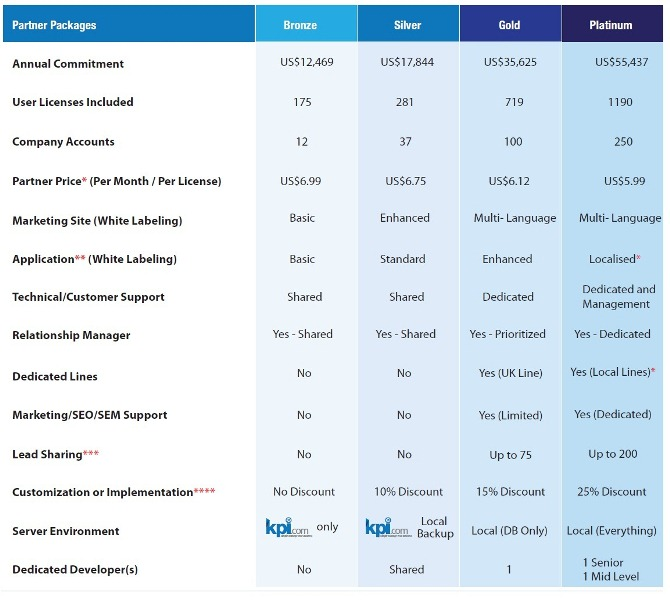 Partner Packages Bronze Silver Gold Platinum
Annual Commitment US$12,469 US$17,844 US$35,625 US$55,437
User Licenses Included 175 281 719 1190
Company Accounts 12 37 100 250
Partner Price* (Per Month / Per License) US$6.99 US$6.75 US$6.12 US$5.99
Marketing Site (White Labeling) Basic Enhanced Multi- Language Multi- Language
Application** (White Labeling) Basic Standard Enhanced Localised*
Technical/Customer Support Shared Shared Dedicated Dedicated and
Management
Relationship Manager Yes - Shared Yes - Shared Yes - Prioritized Yes - Dedicated
Dedicated Lines No No Yes (UK Line) Yes (Local Lines)*
Marketing/SEO/SEM Support No No Yes (Limited) Yes (Dedicated)
Lead Sharing*** No No Up to 75 Up to 200
Customization or Implementation**** No Discount 10% Discount 15% Discount 25% Discount
Server Environment kpi.com only kpi.com Local Backup Local (DB Only) Local (Everything)
Dedicated Developer(s) No Shared 1 1 Senior
1 Mid Level